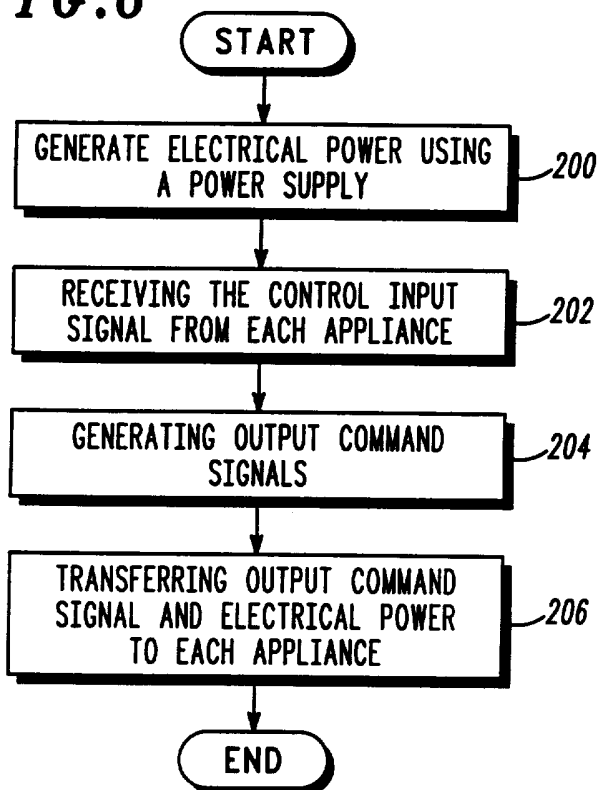 START
GENERATE ELECTRICAL POWER USING
A POWER SUPPLY
200
RECEIVING THE CONTROL INPUT
SIGNAL FROM EACH APPLIANCE
202
GENERATING OUTPUT COMMAND
SIGNALS
204
TRANSFERRING OUTPUT COMMAND
SIGNAL AND ELECTRICAL POWER
TO EACH APPLIANCE
206
END